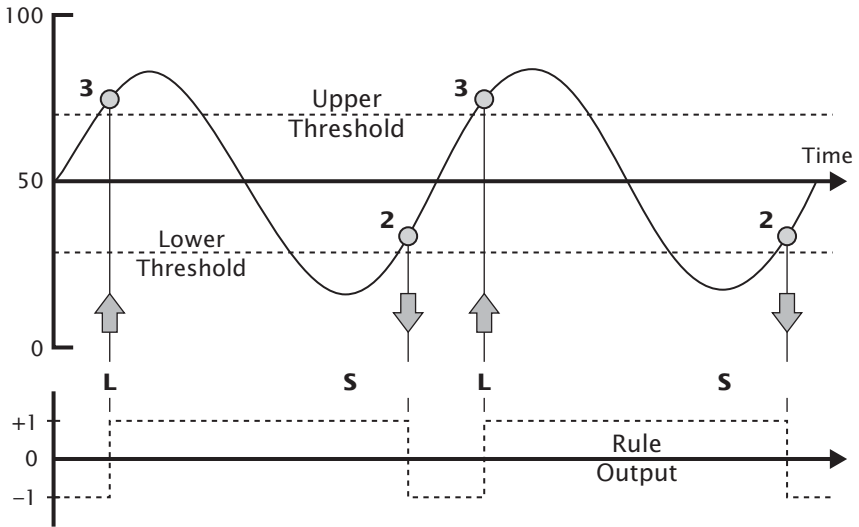 100
3
3
Upper
Threshold
Time
50
2
2
Lower
Threshold
0
L
S
L
S
+1
0
Rule
Output
−1